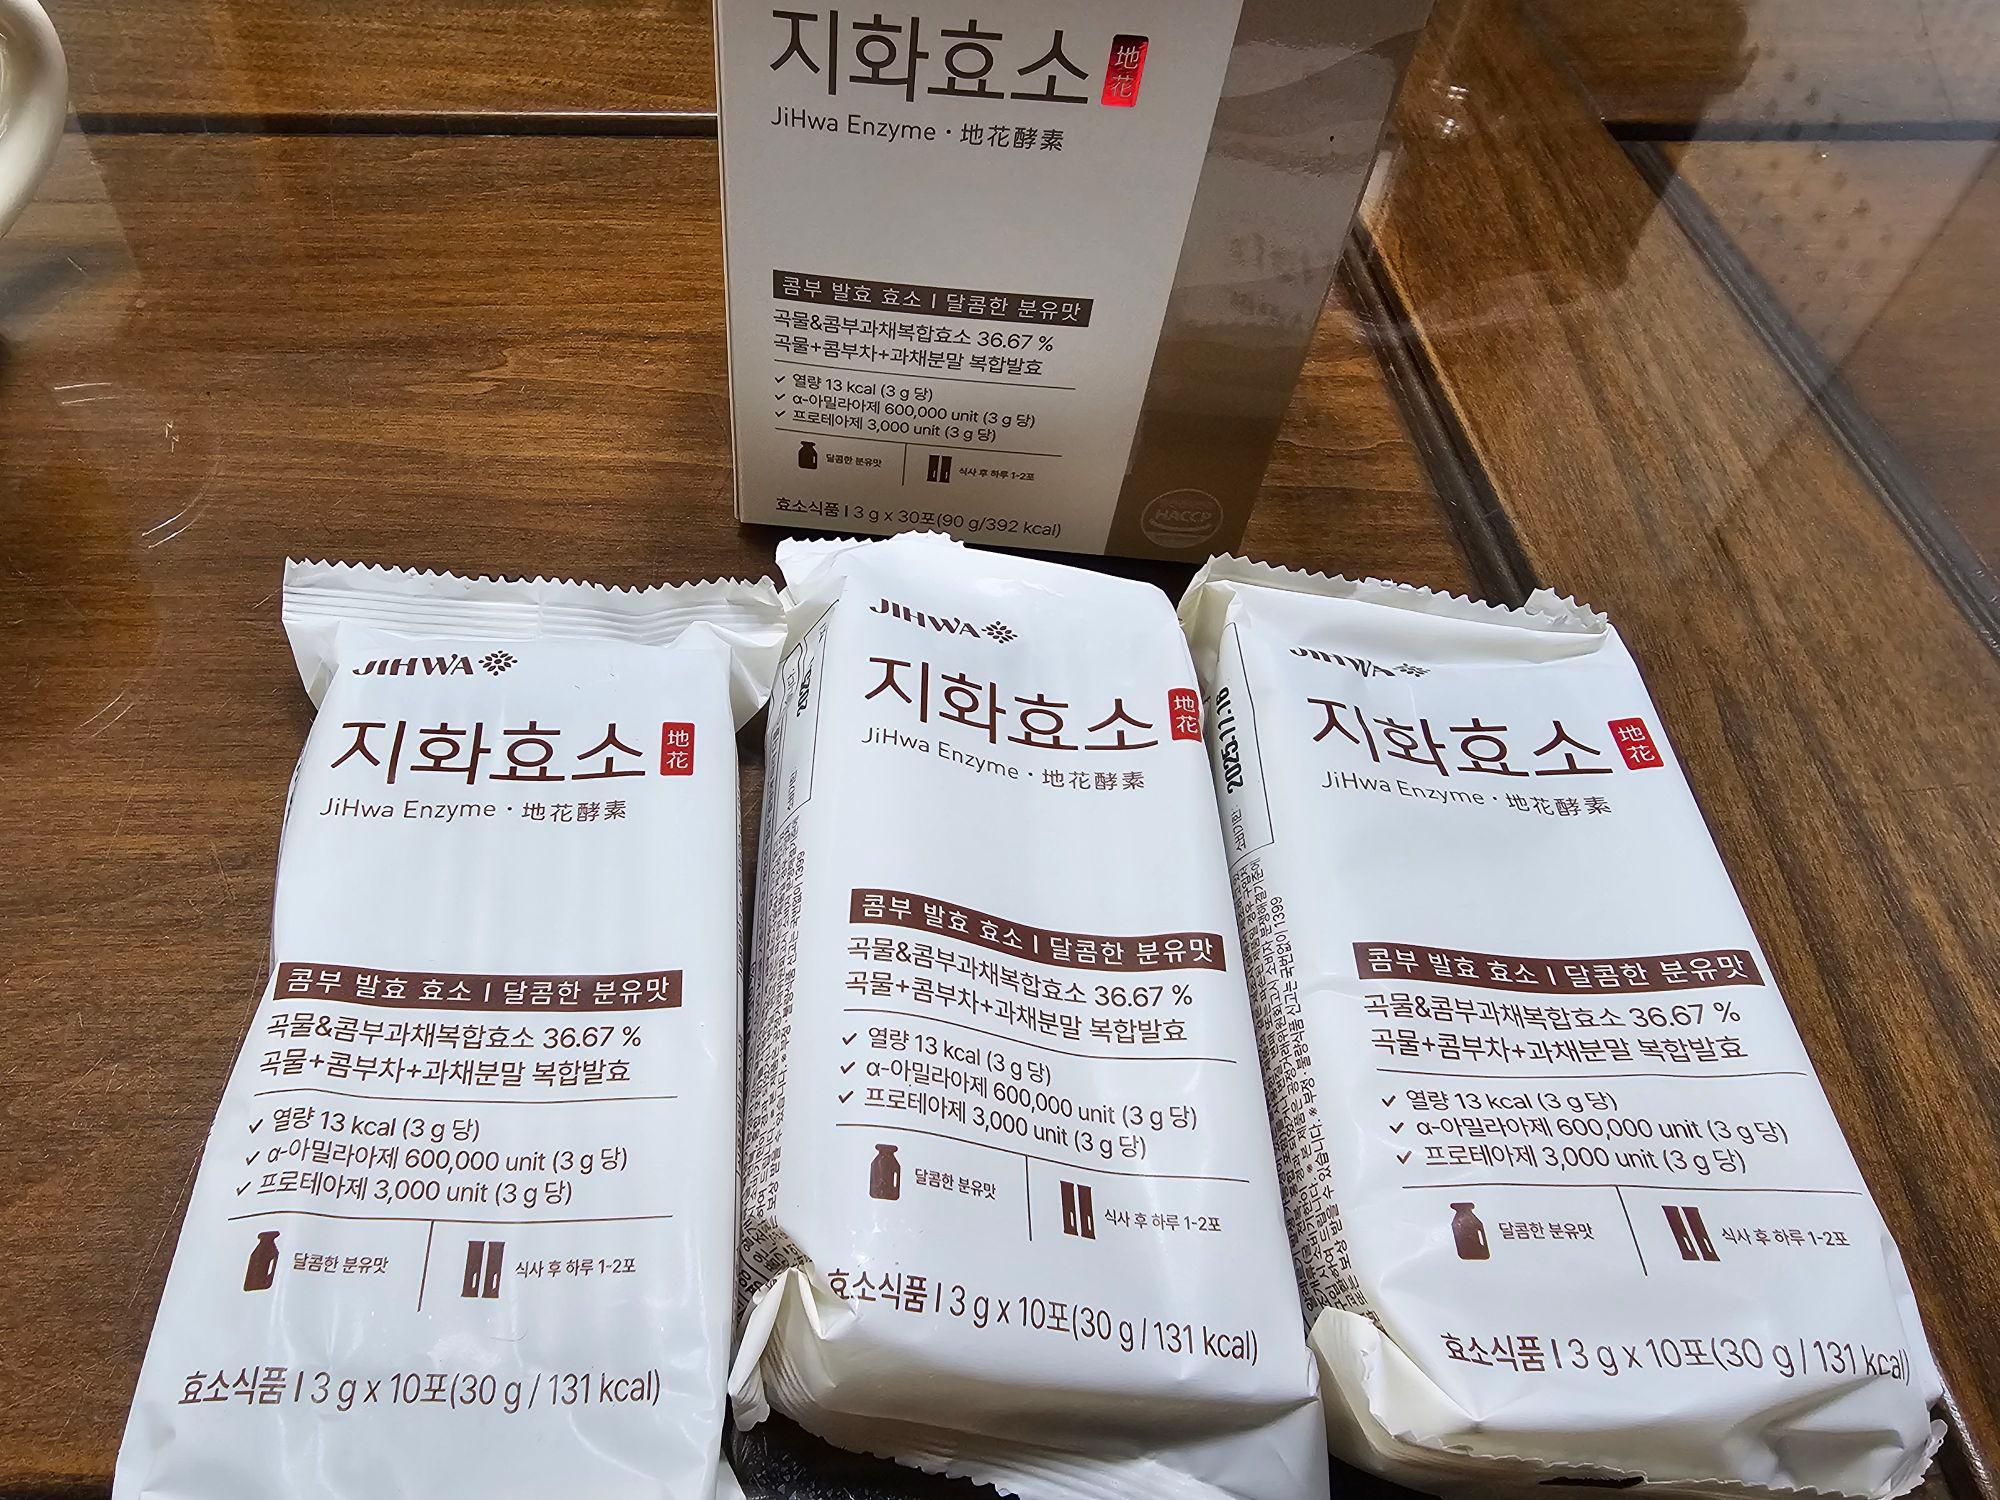 지화효소 地花
JiHwa Enzyme · 地花酵素
콤부 발효 효소 | 달콤한 분유맛
곡물&콤부과채복합효소 36.67 %
곡물+콤부차+과채분말 복합발효
✓ 열량 13 kcal (3 g 당)
✓ α-아밀라아제 600,000 unit (3 g 당)
✓ 프로테아제 3,000 unit (3 g 당)
달콤한 분유맛
식사 후 하루 1-2포
효소식품 | 3 g x 30포(90 g/392 kcal)
HACCP
JIHWA
지화효소 地花
JiHwa Enzyme · 地花酵素
콤부 발효 효소 | 달콤한 분유맛
곡물&콤부과채복합효소 36.67 %
곡물+콤부차+과채분말 복합발효
✓ 열량 13 kcal (3 g 당)
✓ α-아밀라아제 600,000 unit (3 g 당)
✓ 프로테아제 3,000 unit (3 g 당)
달콤한 분유맛
식사 후 하루 1-2포
효소식품 | 3 g x 10포(30 g / 131 kcal)
JIHWA
지화효소 地花
JiHwa Enzyme · 地花酵素
콤부 발효 효소 | 달콤한 분유맛
곡물&콤부과채복합효소 36.67 %
곡물+콤부차+과채분말 복합발효
✓ 열량 13 kcal (3 g 당)
✓ α-아밀라아제 600,000 unit (3 g 당)
✓ 프로테아제 3,000 unit (3 g 당)
달콤한 분유맛
식사 후 하루 1-2포
효소식품 | 3 g x 10포(30 g / 131 kcal)
소비기한: 2025.11.18
JIHWA
지화효소 地花
JiHwa Enzyme · 地花酵素
콤부 발효 효소 | 달콤한 분유맛
곡물&콤부과채복합효소 36.67 %
곡물+콤부차+과채분말 복합발효
✓ 열량 13 kcal (3 g 당)
✓ α-아밀라아제 600,000 unit (3 g 당)
✓ 프로테아제 3,000 unit (3 g 당)
달콤한 분유맛
식사 후 하루 1-2포
효소식품 | 3 g x 10포(30 g / 131 kcal)